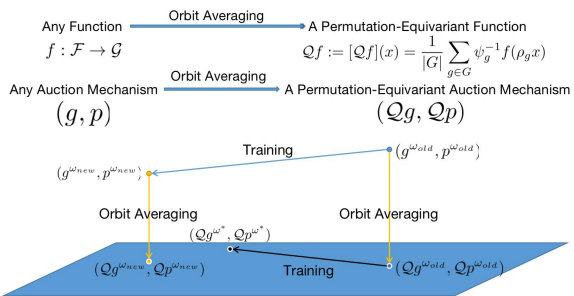 Orbit Averaging
Any Function
A Permutation-Equivariant Function
f : ℱ → 𝒢
𝒬f := [𝒬f](x) = 1/|G| ∑_{g∈G} ψ_g^{-1} f(ρ_g x)
Orbit Averaging
Any Auction Mechanism
A Permutation-Equivariant Auction Mechanism
(g, p)
(𝒬g, 𝒬p)
Training
(g^{ω_{old}}, p^{ω_{old}})
(g^{ω_{new}}, p^{ω_{new}})
Orbit Averaging
Orbit Averaging
(𝒬g^{ω*}, 𝒬p^{ω*})
(𝒬g^{ω_{new}}, 𝒬p^{ω_{new}})
Training
(𝒬g^{ω_{old}}, 𝒬p^{ω_{old}})